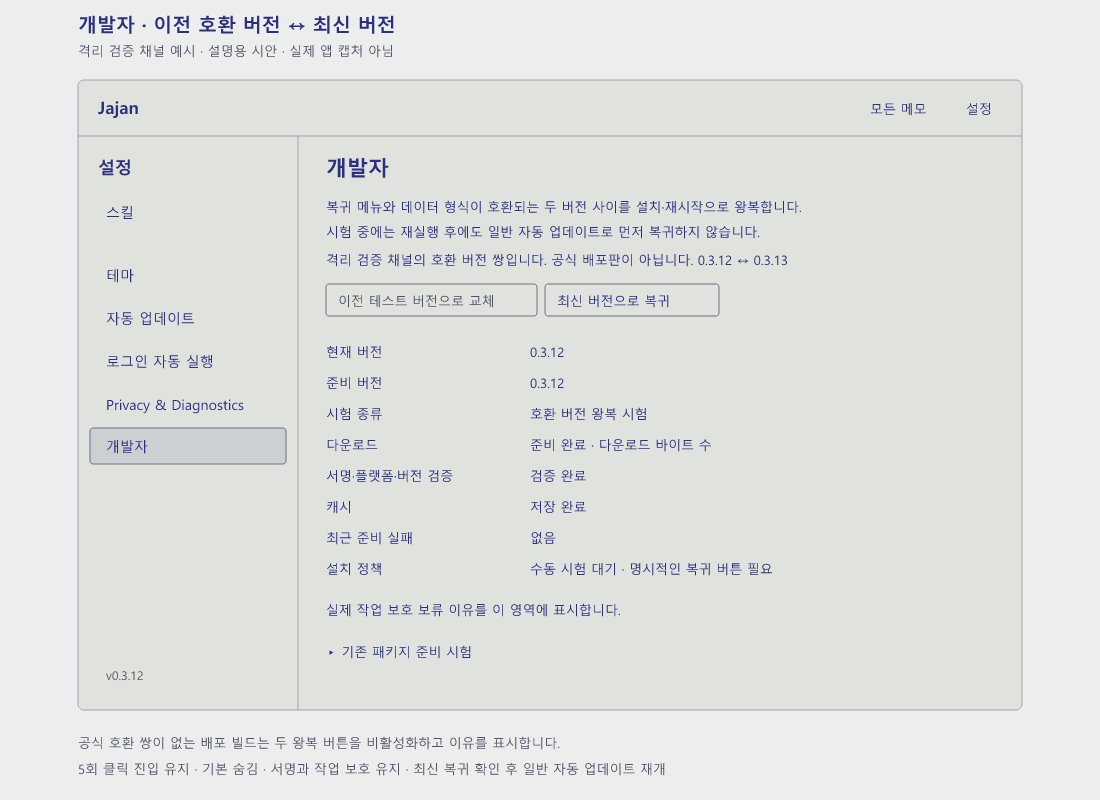 개발자 · 이전 호환 버전 ↔ 최신 버전
격리 검증 채널 예시 · 설명용 시안 · 실제 앱 캡처 아님
Jajan
모든 메모
설정
설정
스킬
테마
자동 업데이트
로그인 자동 실행
Privacy & Diagnostics
개발자
v0.3.12
개발자
복귀 메뉴와 데이터 형식이 호환되는 두 버전 사이를 설치·재시작으로 왕복합니다.
시험 중에는 재실행 후에도 일반 자동 업데이트로 먼저 복귀하지 않습니다.
격리 검증 채널의 호환 버전 쌍입니다. 공식 배포판이 아닙니다. 0.3.12 ↔ 0.3.13
이전 테스트 버전으로 교체
최신 버전으로 복귀
현재 버전 0.3.12
준비 버전 0.3.12
시험 종류 호환 버전 왕복 시험
다운로드 준비 완료 · 다운로드 바이트 수
서명·플랫폼·버전 검증 검증 완료
캐시 저장 완료
최근 준비 실패 없음
설치 정책 수동 시험 대기 · 명시적인 복귀 버튼 필요
실제 작업 보호 보류 이유를 이 영역에 표시합니다.
▸ 기존 패키지 준비 시험
공식 호환 쌍이 없는 배포 빌드는 두 왕복 버튼을 비활성화하고 이유를 표시합니다.
5회 클릭 진입 유지 · 기본 숨김 · 서명과 작업 보호 유지 · 최신 복귀 확인 후 일반 자동 업데이트 재개